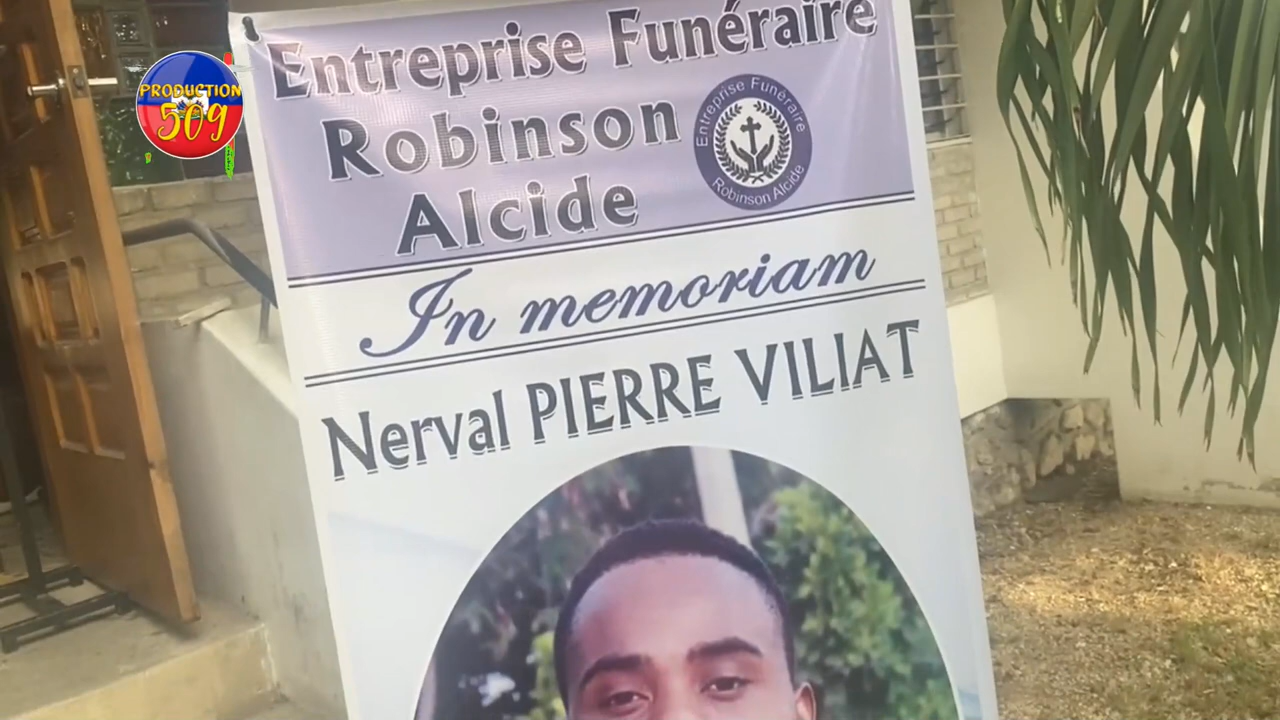 PRODUCTION
509
Entreprise Funéraire
Robinson
Alcide
Entreprise Funéraire
Robinson Alcide
In memoriam
Nerval PIERRE VILIAT